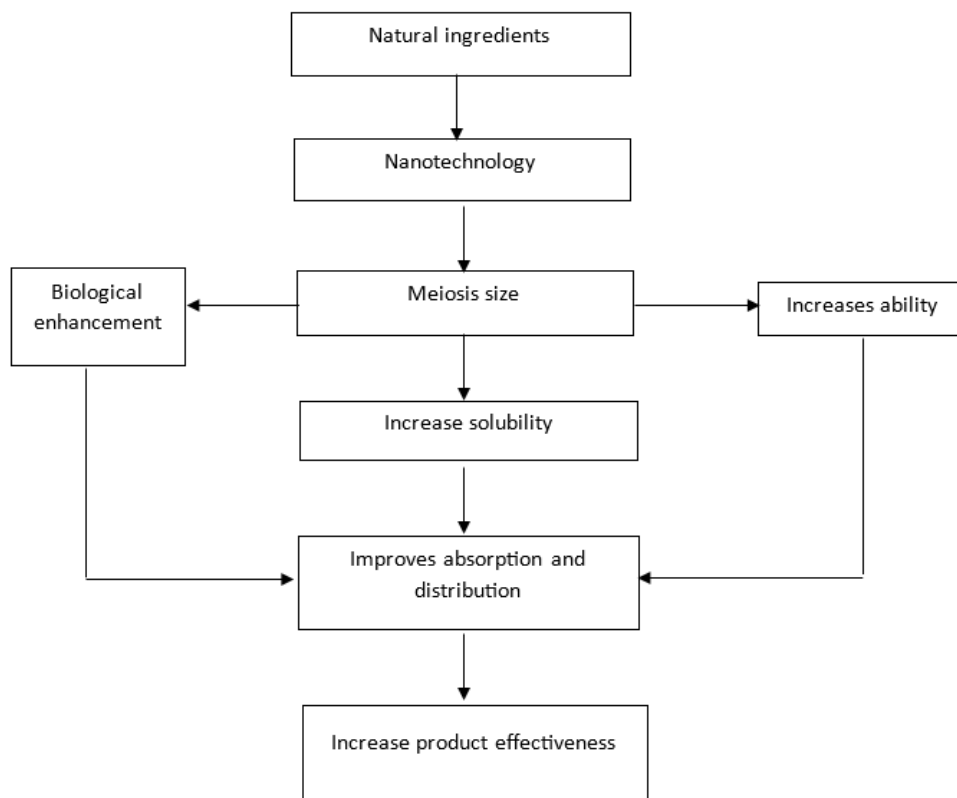 Natural ingredients
Nanotechnology
Biological
enhancement
Meiosis size
Increases ability
Increase solubility
Improves absorption and
distribution
Increase product effectiveness